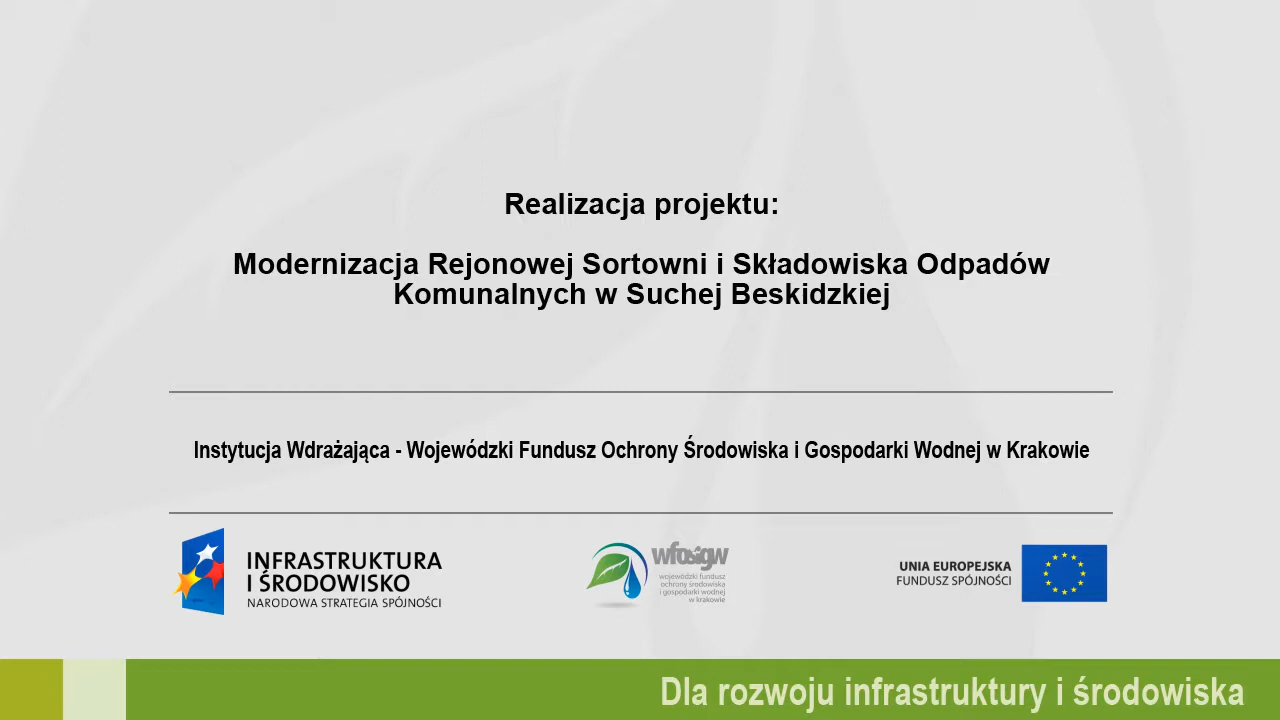 Realizacja projektu:
Modernizacja Rejonowej Sortowni i Składowiska Odpadów
Komunalnych w Suchej Beskidzkiej
Instytucja Wdrażająca - Wojewódzki Fundusz Ochrony Środowiska i Gospodarki Wodnej w Krakowie
INFRASTRUKTURA
I ŚRODOWISKO
NARODOWA STRATEGIA SPÓJNOŚCI
wfośigw
wojewódzki fundusz
ochrony środowiska
i gospodarki wodnej
w krakowie
UNIA EUROPEJSKA
FUNDUSZ SPÓJNOŚCI
Dla rozwoju infrastruktury i środowiska